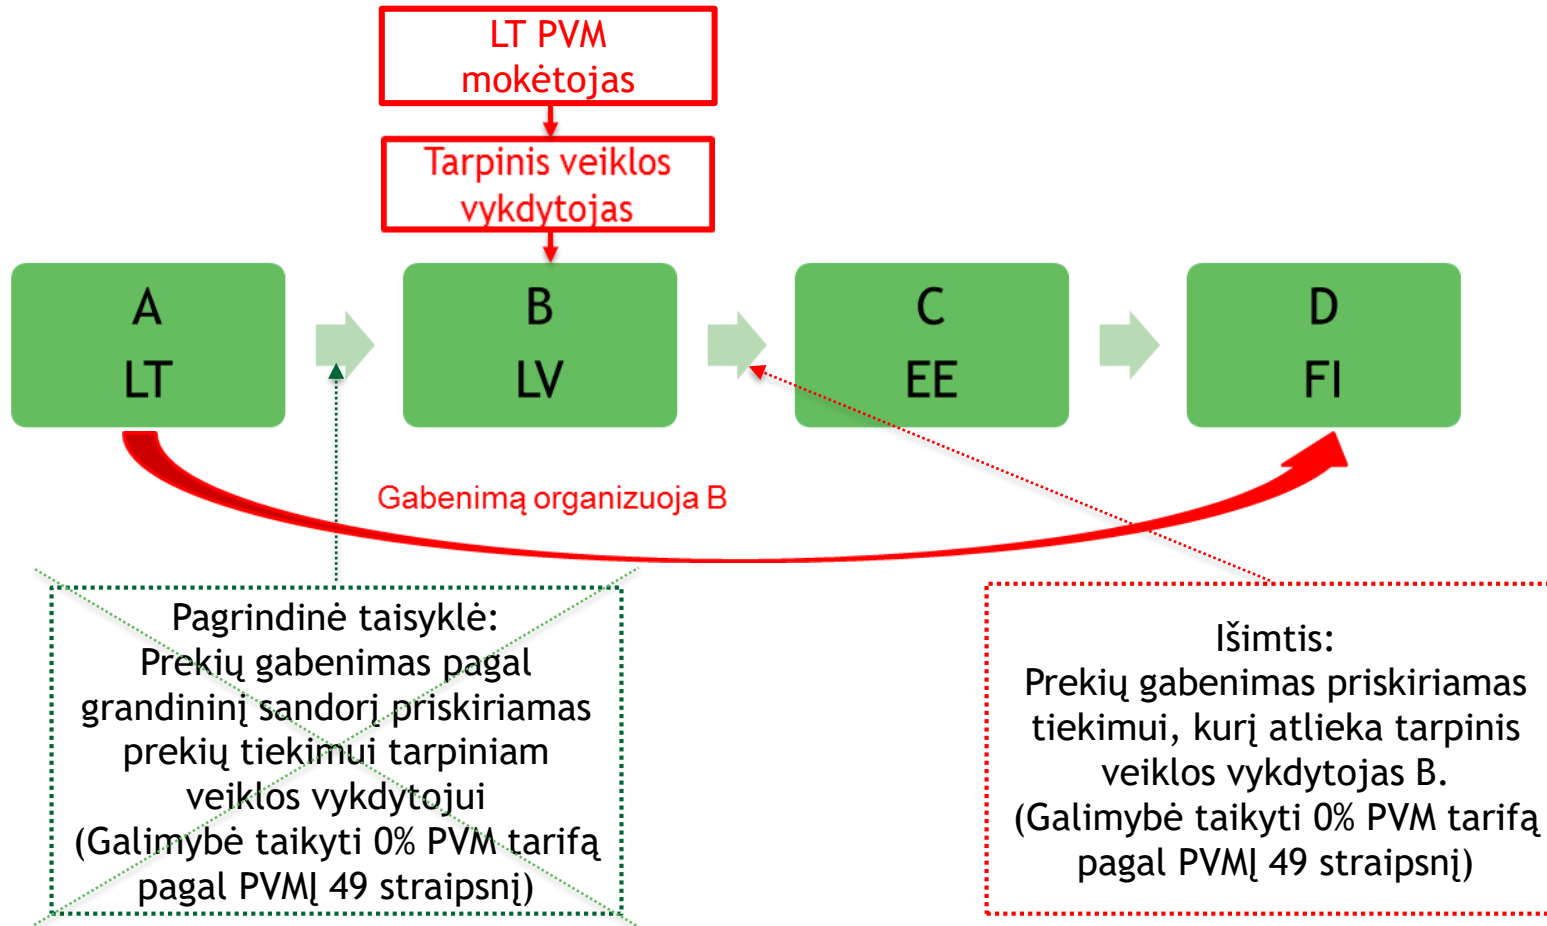 LT PVM
mokėtojas
Tarpinis veiklos
vykdytojas
A
LT
B
LV
C
EE
D
FI
Gabenimą organizuoja B
Pagrindinė taisyklė:
Prekių gabenimas pagal
grandininį sandorį priskiriamas
prekių tiekimui tarpiniam
veiklos vykdytojui
(Galimybė taikyti 0% PVM tarifą
pagal PVMĮ 49 straipsnį)
Išimtis:
Prekių gabenimas priskiriamas
tiekimui, kurį atlieka tarpinis
veiklos vykdytojas B.
(Galimybė taikyti 0% PVM tarifą
pagal PVMĮ 49 straipsnį)